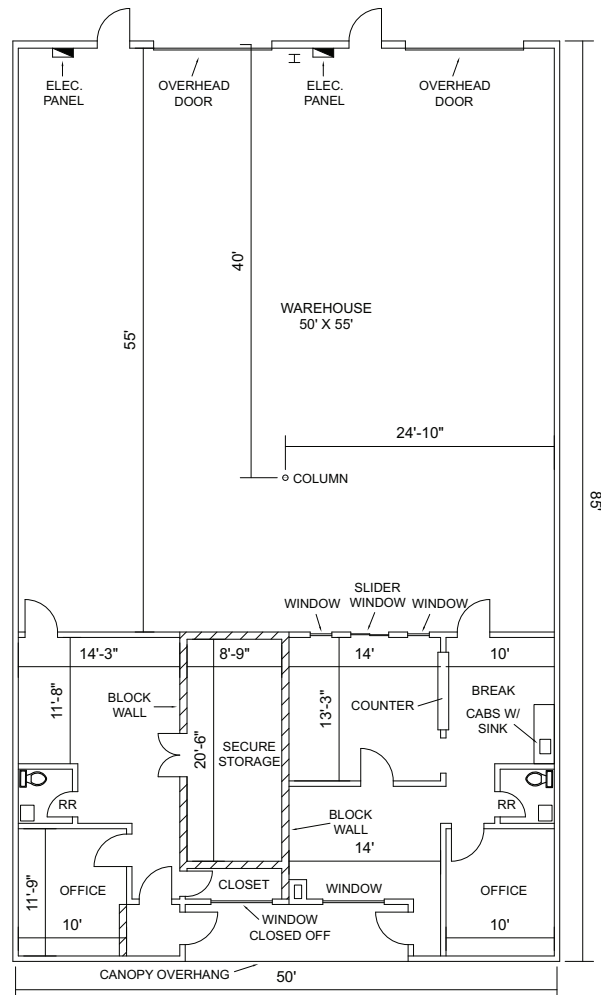 ELEC.
PANEL
OVERHEAD
DOOR
ELEC.
PANEL
OVERHEAD
DOOR
40'
WAREHOUSE
50' X 55'
55'
24'-10"
COLUMN
85'
SLIDER
WINDOW
WINDOW
WINDOW
14'-3"
8'-9"
14'
10'
11'-8"
BLOCK
WALL
13'-3"
COUNTER
BREAK
CABS W/
SINK
20'-6"
SECURE
STORAGE
RR
RR
BLOCK
WALL
14'
11'-9"
OFFICE
CLOSET
WINDOW
OFFICE
10'
WINDOW
CLOSED OFF
10'
CANOPY OVERHANG
50'